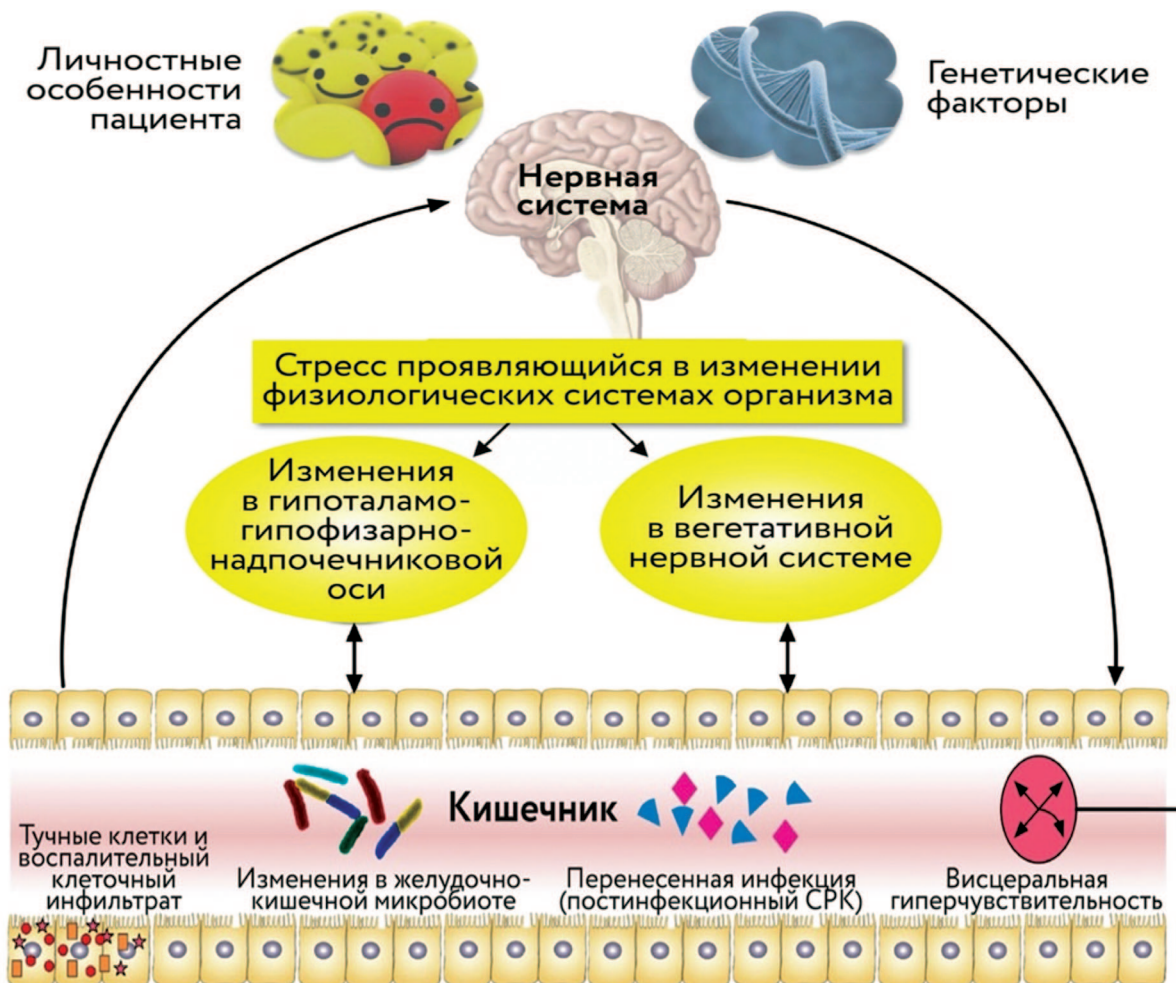 Личностные
особенности
пациента
Генетические
факторы
Нервная
система
Стресс проявляющийся в изменении
физиологических системах организма
Изменения
в гипоталамо-
гипофизарно-
надпочечниковой
оси
Изменения
в вегетативной
нервной системе
Кишечник
Тучные клетки и
воспалительный
клеточный
инфильтрат
Изменения в желудочно-
кишечной микробиоте
Перенесенная инфекция
(постинфекционный СРК)
Висцеральная
гиперчувствительность